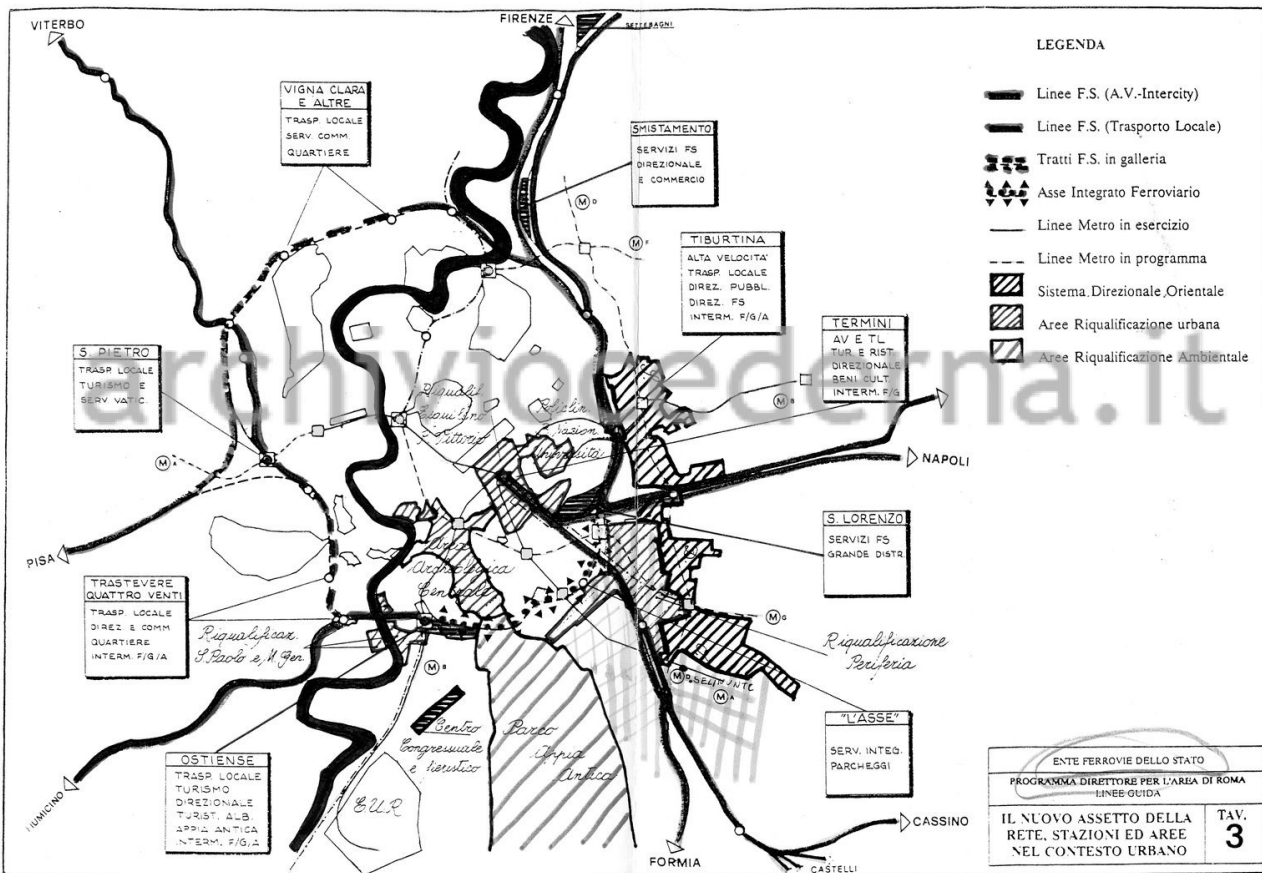 VITERBO
FIRENZE
SETTEBAGNI
VIGNA CLARA
E ALTRE
TRASP. LOCALE
SERV. COMM
QUARTIERE
SMISTAMENTO
SERVIZI FS
DIREZIONALE
E COMMERCIO
M D
M
TIBURTINA
ALTA VELOCITA'
TRASP. LOCALE
DIREZ. PUBBL.
DIREZ. FS
INTERM. F/G/A
TERMINI
AV E TL
TUR. E RIST.
DIREZIONALE
BENI CULT.
INTERM. F/G
M B
S. PIETRO
TRASP. LOCALE
TURISMO E
SERV. VATIC.
M A
Riqualif.
Esquilino
Vittorio
Università
NAPOLI
S. LORENZO
SERVIZI FS
GRANDE DISTR.
PISA
Area
Archeologica
Centrale
TRASTEVERE
QUATTRO VENTI
TRASP. LOCALE
DIREZ. E COMM
QUARTIERE
INTERM. F/G/A
Riqualificaz.
S. Paolo e M. Gen.
M B
M G
Riqualificazione
Periferia
M
M A
"L'ASSE"
SERV. INTEG.
PARCHEGGI
Centro
Congressuale
e fieristico
Parco
Appia
Antica
E.U.R
OSTIENSE
TRASP. LOCALE
TURISMO
DIREZIONALE
TURIST. ALB.
APPIA ANTICA
INTERM. F/G/A
FIUMICINO
FORMIA
CASSINO
CASTELLI
LEGENDA
Linee F.S. (A.V.-Intercity)
Linee F.S. (Trasporto Locale)
Tratti F.S. in galleria
Asse Integrato Ferroviario
Linee Metro in esercizio
Linee Metro in programma
Sistema Direzionale Orientale
Aree Riqualificazione urbana
Aree Riqualificazione Ambientale
archiviocederna.it
ENTE FERROVIE DELLO STATO
PROGRAMMA DIRETTORE PER L'AREA DI ROMA
LINEE GUIDA
IL NUOVO ASSETTO DELLA
RETE, STAZIONI ED AREE
NEL CONTESTO URBANO
TAV.
3